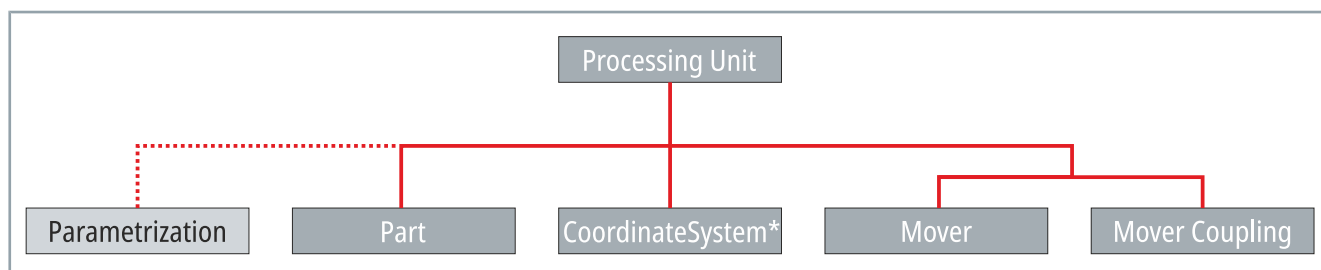 Processing Unit
Parametrization
Part
CoordinateSystem*
Mover
Mover Coupling